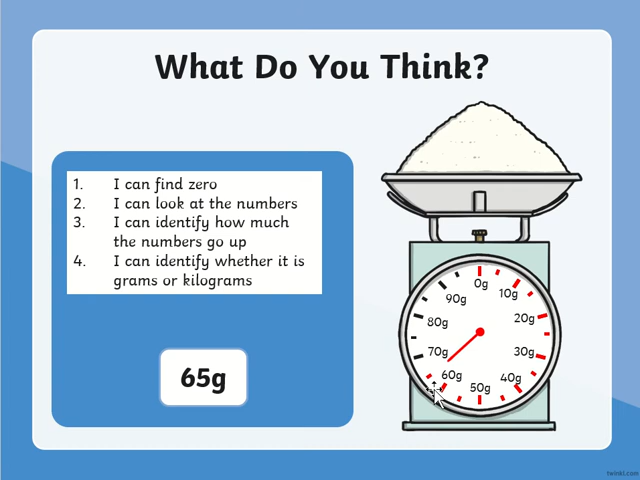 What Do You Think?
1. I can find zero
2. I can look at the numbers
3. I can identify how much
the numbers go up
4. I can identify whether it is
grams or kilograms
65g
0g
10g
20g
30g
40g
50g
60g
70g
80g
90g
twinkl.com